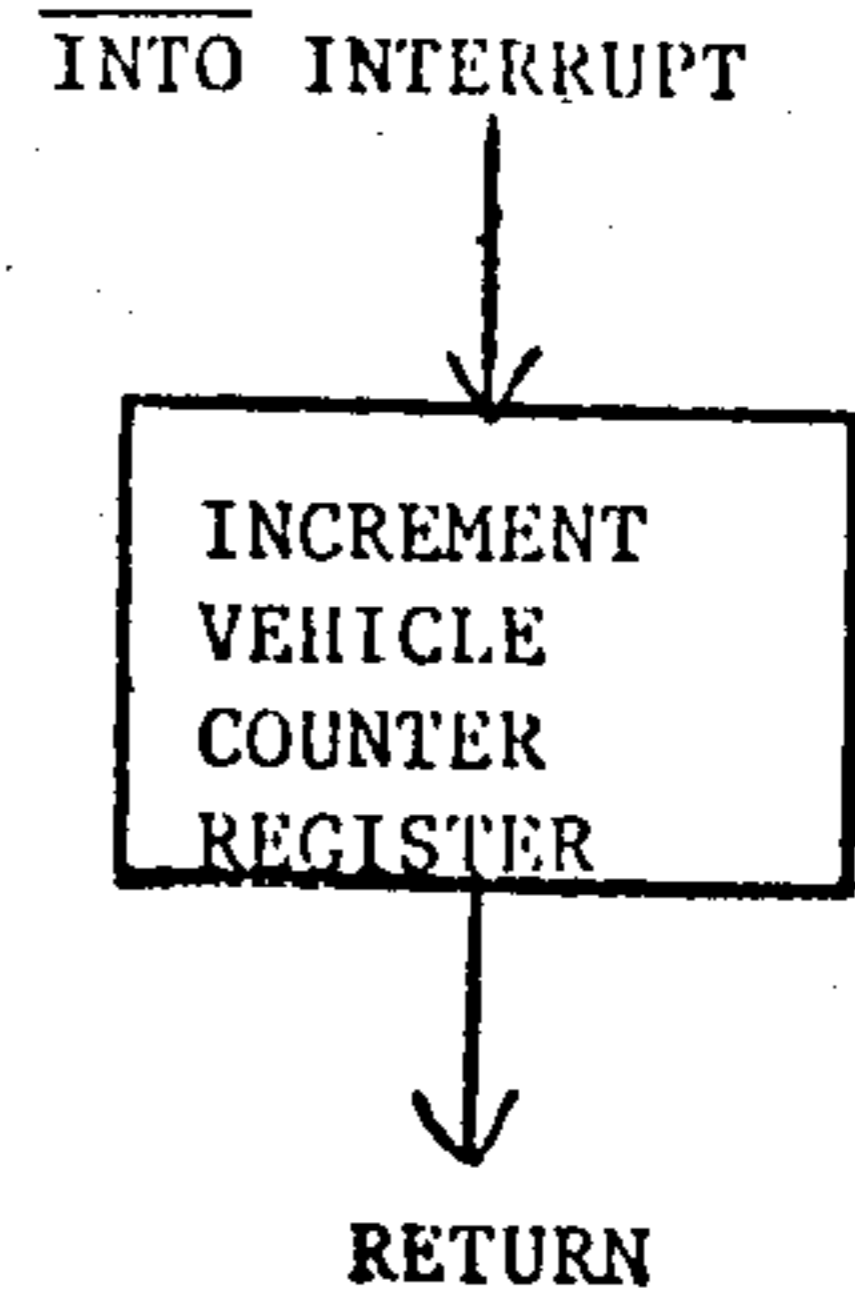 INTO INTERRUPT
INCREMENT
VEHICLE
COUNTER
REGISTER
RETURN